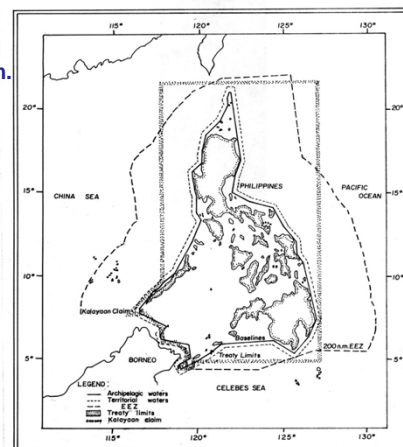 n.
115° 120° 125° 130°
20° 20°
15° 15°
10° 10°
5° 5°
CHINA SEA
PHILIPPINES
PACIFIC
OCEAN
(Kalayaan Claim)
Baselines
Treaty Limits
200 n.m. EEZ
BORNEO
CELEBES SEA
LEGEND:
Archipelagic waters
Territorial waters
EEZ
Treaty limits
Kalayaan claim
115° 120° 125° 130°